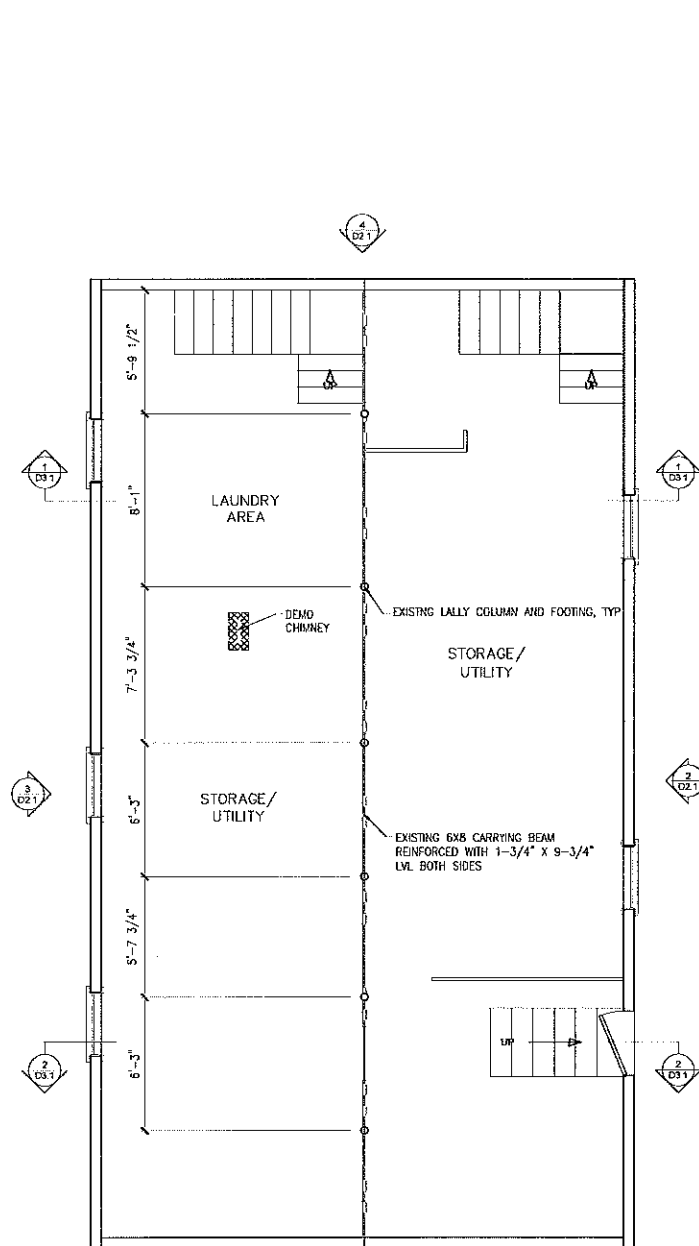 4
D2.1
5'-9 1/2"
UP
UP
1
D3.1
1
D3.1
8'-1"
LAUNDRY
AREA
DEMO
CHIMNEY
EXISTNG LALLY COLUMN AND FOOTING, TYP
7'-3 3/4"
STORAGE/
UTILITY
3
D2.1
2
D2.1
6'-3"
STORAGE/
UTILITY
EXISTING 6X8 CARRYING BEAM
REINFORCED WITH 1-3/4" X 9-3/4"
LVL BOTH SIDES
5'-7 3/4"
6'-3"
UP
2
D3.1
2
D3.1